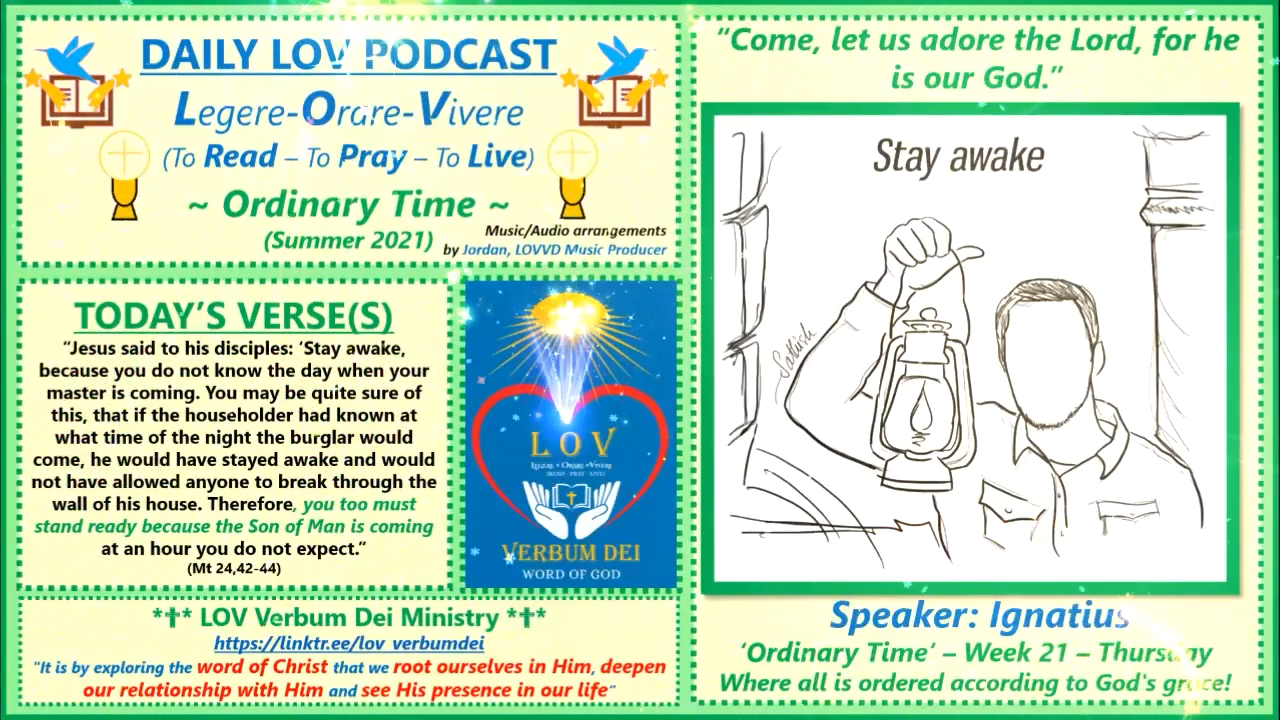 DAILY LOV PODCAST
Legere-Orare-Vivere
(To Read – To Pray – To Live)
~ Ordinary Time ~
(Summer 2021)
Music/Audio arrangements
by Jordan, LOVVD Music Producer
TODAY’S VERSE(S)
“Jesus said to his disciples: ‘Stay awake,
because you do not know the day when your
master is coming. You may be quite sure of
this, that if the householder had known at
what time of the night the burglar would
come, he would have stayed awake and would
not have allowed anyone to break through the
wall of his house. Therefore, you too must
stand ready because the Son of Man is coming
at an hour you do not expect.”
(Mt 24,42-44)
L O V
Legere • Orare • Vivere
READ · PRAY · LIVE
VERBUM DEI
WORD OF GOD
*†* LOV Verbum Dei Ministry *†*
https://linktr.ee/lov_verbumdei
“It is by exploring the word of Christ that we root ourselves in Him, deepen
our relationship with Him and see His presence in our life”
“Come, let us adore the Lord, for he
is our God.”
Stay awake
Speaker: Ignatius
‘Ordinary Time’ – Week 21 – Thursday
Where all is ordered according to God's grace!